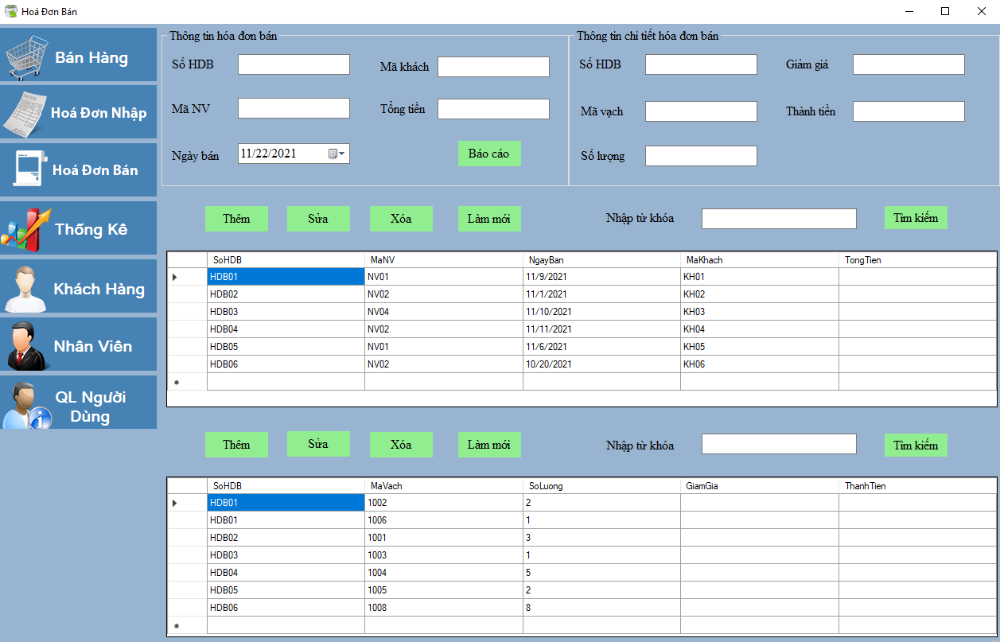 Hoá Đơn Bán
Bán Hàng
Hoá Đơn Nhập
Hoá Đơn Bán
Thống Kê
Khách Hàng
Nhân Viên
QL Người
Dùng
Thông tin hóa đơn bán
Số HDB
Mã khách
Mã NV
Tổng tiền
Ngày bán 11/22/2021 Báo cáo
Thông tin chi tiết hóa đơn bán
Số HDB Giảm giá
Mã vạch Thành tiền
Số lượng
Thêm Sửa Xóa Làm mới Nhập từ khóa Tìm kiếm
SoHDB MaNV NgayBan MaKhach TongTien
HDB01 NV01 11/9/2021 KH01
HDB02 NV02 11/1/2021 KH02
HDB03 NV04 11/10/2021 KH03
HDB04 NV02 11/11/2021 KH04
HDB05 NV01 11/6/2021 KH05
HDB06 NV02 10/20/2021 KH06
Thêm Sửa Xóa Làm mới Nhập từ khóa Tìm kiếm
SoHDB MaVach SoLuong GiamGia ThanhTien
HDB01 1002 2
HDB01 1006 1
HDB02 1001 3
HDB03 1003 1
HDB04 1004 5
HDB05 1005 2
HDB06 1008 8